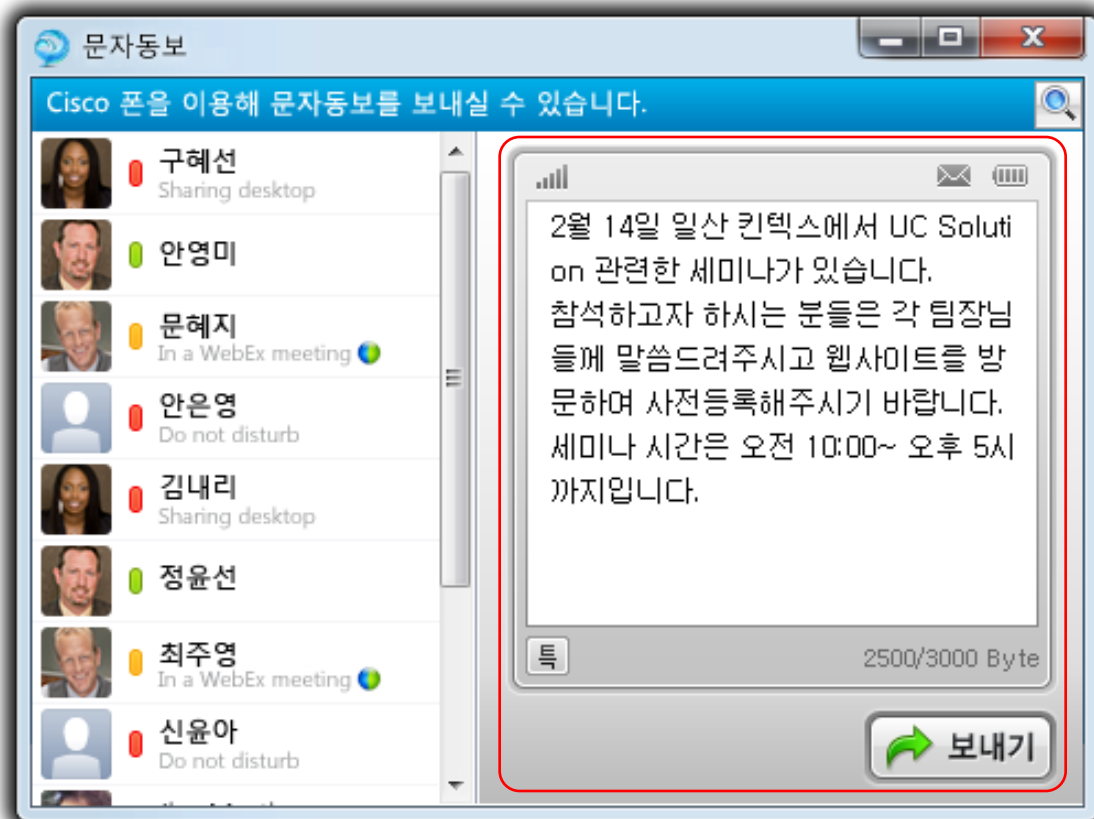 문자동보
Cisco 폰을 이용해 문자동보를 보내실 수 있습니다.
구혜선
Sharing desktop
안영미
문혜지
In a WebEx meeting
안은영
Do not disturb
김내리
Sharing desktop
정윤선
최주영
In a WebEx meeting
신윤아
Do not disturb
2월 14일 일산 킨텍스에서 UC Soluti
on 관련한 세미나가 있습니다.
참석하고자 하시는 분들은 각 팀장님
들께 말씀드려주시고 웹사이트를 방
문하여 사전등록해주시기 바랍니다.
세미나 시간은 오전 10:00~ 오후 5시
까지입니다.
특
2500/3000 Byte
보내기